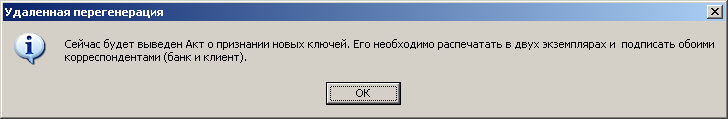 Удаленная перегенерация
Сейчас будет выведен Акт о признании новых ключей. Его необходимо распечатать в двух экземплярах и  подписать обоими
корреспондентами (банк и клиент).
ОК